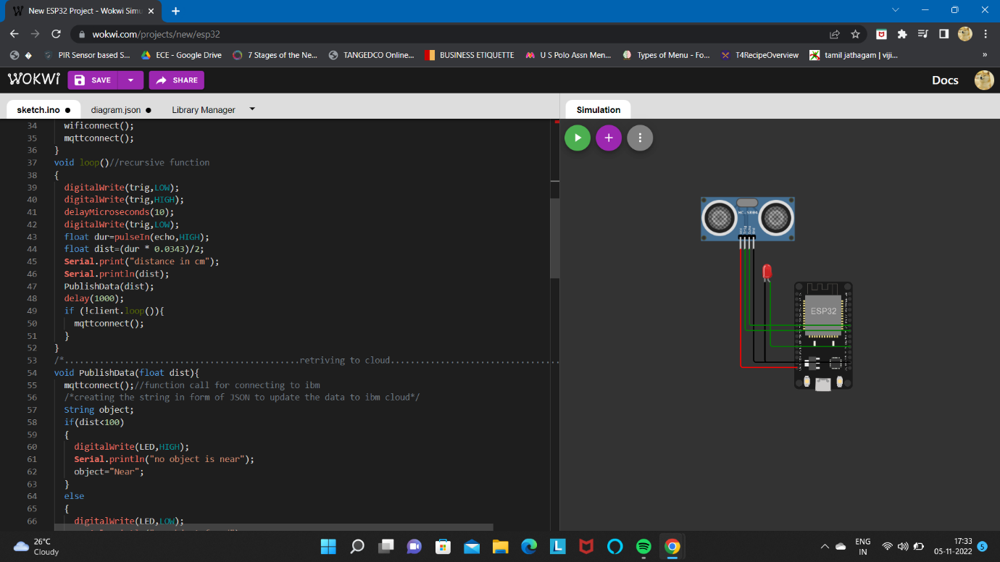 New ESP32 Project - Wokwi Simu
wokwi.com/projects/new/esp32
PIR Sensor based S...
ECE - Google Drive
7 Stages of the Ne...
TANGEDCO Online...
BUSINESS ETIQUETTE
U S Polo Assn Men...
Types of Menu - Fo...
T4RecipeOverview
tamil jathagam | viji...
»
WOKWI
SAVE
SHARE
Docs
sketch.ino ●
diagram.json ●
Library Manager
Simulation
34 wificonnect();
35 mqttconnect();
36 }
37 void loop()//recursive function
38 {
39 digitalWrite(trig,LOW);
40 digitalWrite(trig,HIGH);
41 delayMicroseconds(10);
42 digitalWrite(trig,LOW);
43 float dur=pulseIn(echo,HIGH);
44 float dist=(dur * 0.0343)/2;
45 Serial.print("distance in cm");
46 Serial.println(dist);
47 PublishData(dist);
48 delay(1000);
49 if (!client.loop()){
50 mqttconnect();
51 }
52 }
53 /*...............................................retriving to cloud..................................
54 void PublishData(float dist){
55 mqttconnect();//function call for connecting to ibm
56 /*creating the string in form of JSON to update the data to ibm cloud*/
57 String object;
58 if(dist<100)
59 {
60 digitalWrite(LED,HIGH);
61 Serial.println("no object is near");
62 object="Near";
63 }
64 else
65 {
66 digitalWrite(LED,LOW);
HC-SR04
ESP32
26°C
Cloudy
ENG
IN
17:33
05-11-2022
5